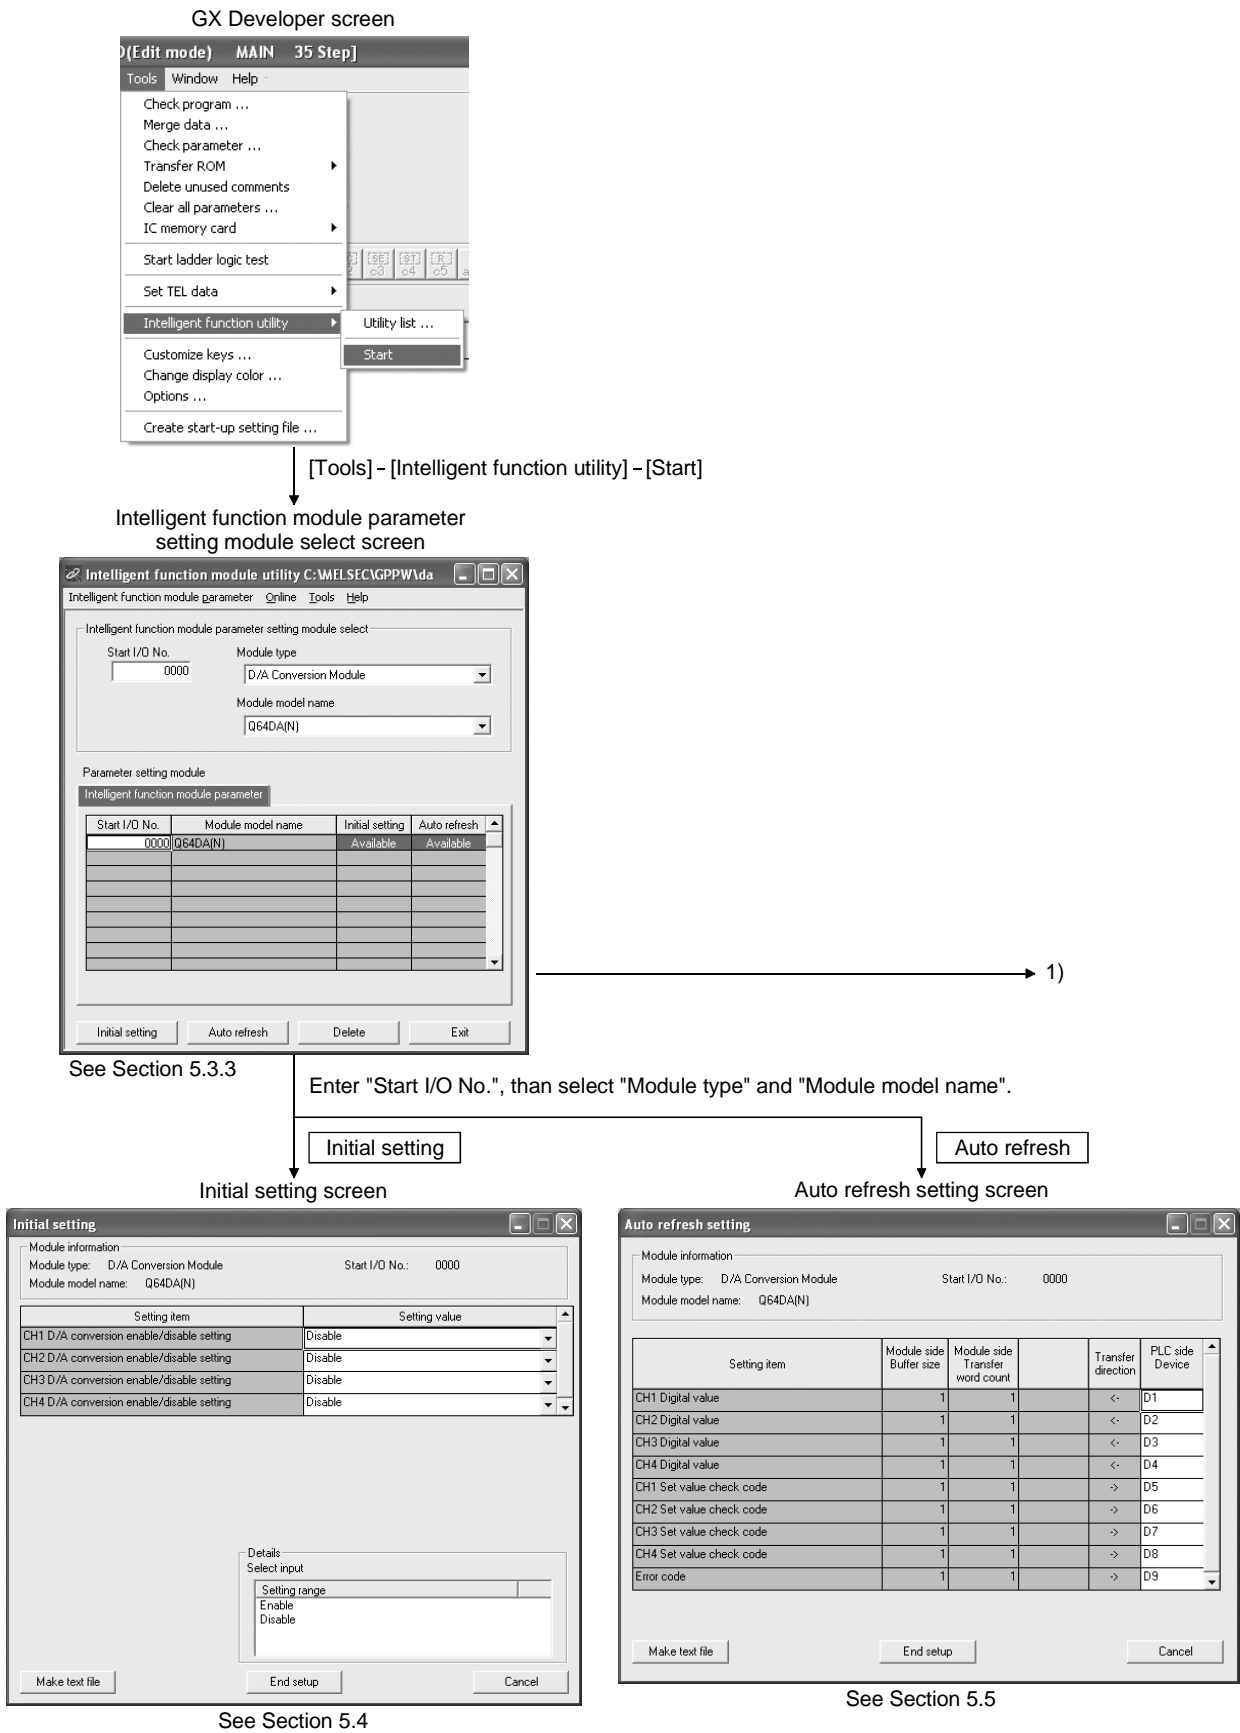 GX Developer screen
)(Edit mode) MAIN 35 Step]
Tools Window Help
Check program ...
Merge data ...
Check parameter ...
Transfer ROM
Delete unused comments
Clear all parameters ...
IC memory card
Start ladder logic test
SE ST R
c3 c4 c5
Set TEL data
Intelligent function utility
Utility list ...
Start
Customize keys ...
Change display color ...
Options ...
Create start-up setting file ...
[Tools] - [Intelligent function utility] - [Start]
Intelligent function module parameter
setting module select screen
Intelligent function module utility C:\MELSEC\GPPW\da
Intelligent function module parameter Online Tools Help
Intelligent function module parameter setting module select
Start I/O No. Module type
0000 D/A Conversion Module
Module model name
Q64DA(N)
Parameter setting module
Intelligent function module parameter
Start I/O No. Module model name Initial setting Auto refresh
0000 Q64DA(N) Available Available
1)
Initial setting Auto refresh Delete Exit
See Section 5.3.3
Enter "Start I/O No.", than select "Module type" and "Module model name".
Initial setting
Auto refresh
Initial setting screen
Initial setting
Module information
Module type: D/A Conversion Module Start I/O No.: 0000
Module model name: Q64DA(N)
Setting item Setting value
CH1 D/A conversion enable/disable setting Disable
CH2 D/A conversion enable/disable setting Disable
CH3 D/A conversion enable/disable setting Disable
CH4 D/A conversion enable/disable setting Disable
Details
Select input
Setting range
Enable
Disable
Make text file End setup Cancel
See Section 5.4
Auto refresh setting screen
Auto refresh setting
Module information
Module type: D/A Conversion Module Start I/O No.: 0000
Module model name: Q64DA(N)
Setting item Module side Buffer size Module side Transfer word count Transfer direction PLC side Device
CH1 Digital value 1 1 <- D1
CH2 Digital value 1 1 <- D2
CH3 Digital value 1 1 <- D3
CH4 Digital value 1 1 <- D4
CH1 Set value check code 1 1 -> D5
CH2 Set value check code 1 1 -> D6
CH3 Set value check code 1 1 -> D7
CH4 Set value check code 1 1 -> D8
Error code 1 1 -> D9
Make text file End setup Cancel
See Section 5.5